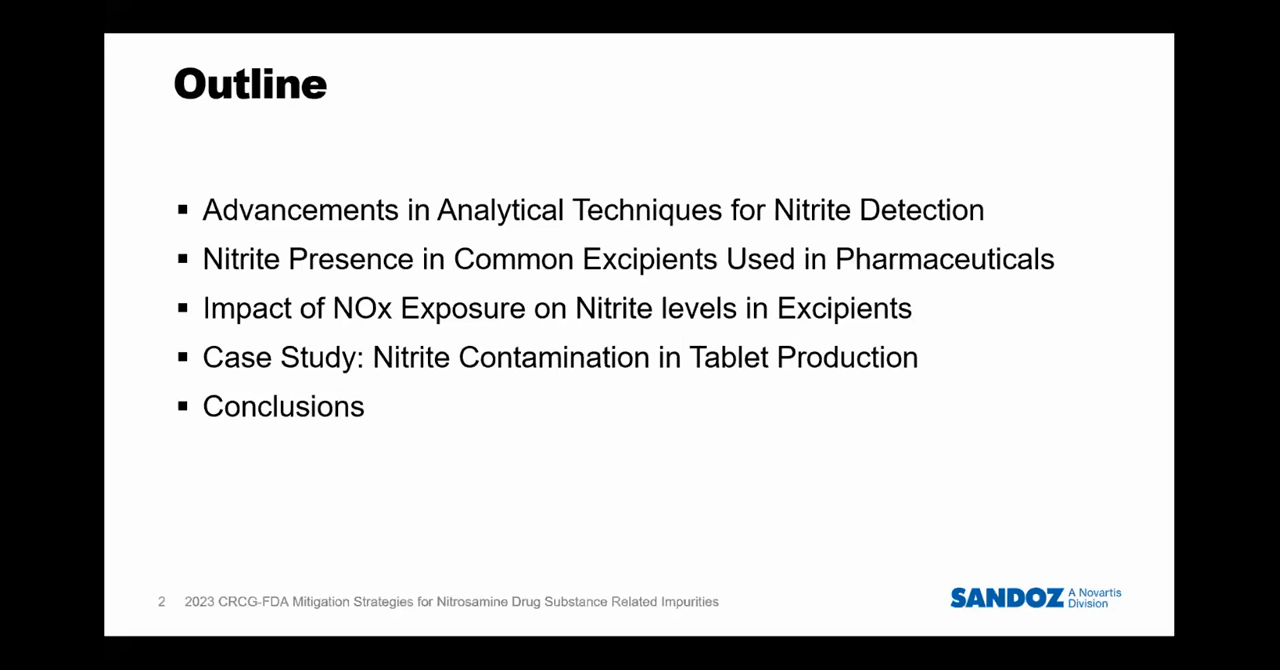 Outline
▪ Advancements in Analytical Techniques for Nitrite Detection
▪ Nitrite Presence in Common Excipients Used in Pharmaceuticals
▪ Impact of NOx Exposure on Nitrite levels in Excipients
▪ Case Study: Nitrite Contamination in Tablet Production
▪ Conclusions
2 2023 CRCG-FDA Mitigation Strategies for Nitrosamine Drug Substance Related Impurities
SANDOZ A Novartis Division